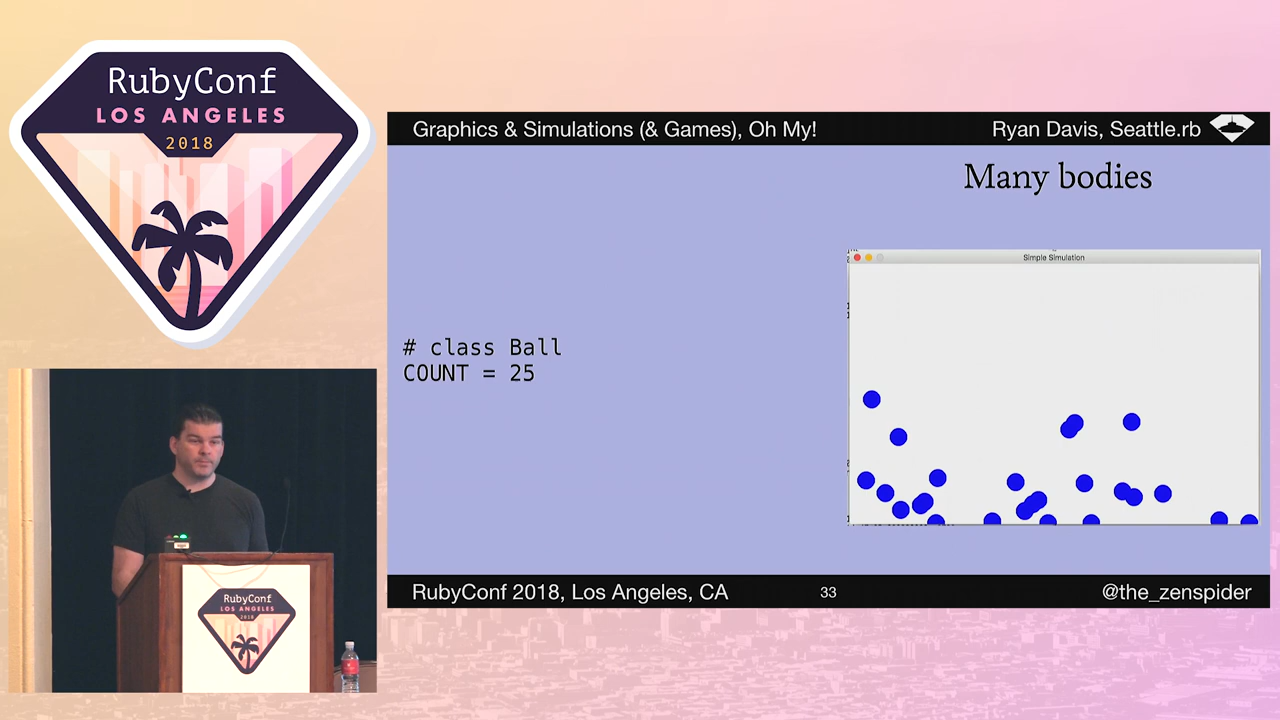 RubyConf
LOS ANGELES
2018
Graphics & Simulations (& Games), Oh My!
Ryan Davis, Seattle.rb
Many bodies
Simple Simulation
# class Ball
COUNT = 25
RubyConf 2018, Los Angeles, CA
33
@the_zenspider
RubyConf
LOS ANGELES
2018